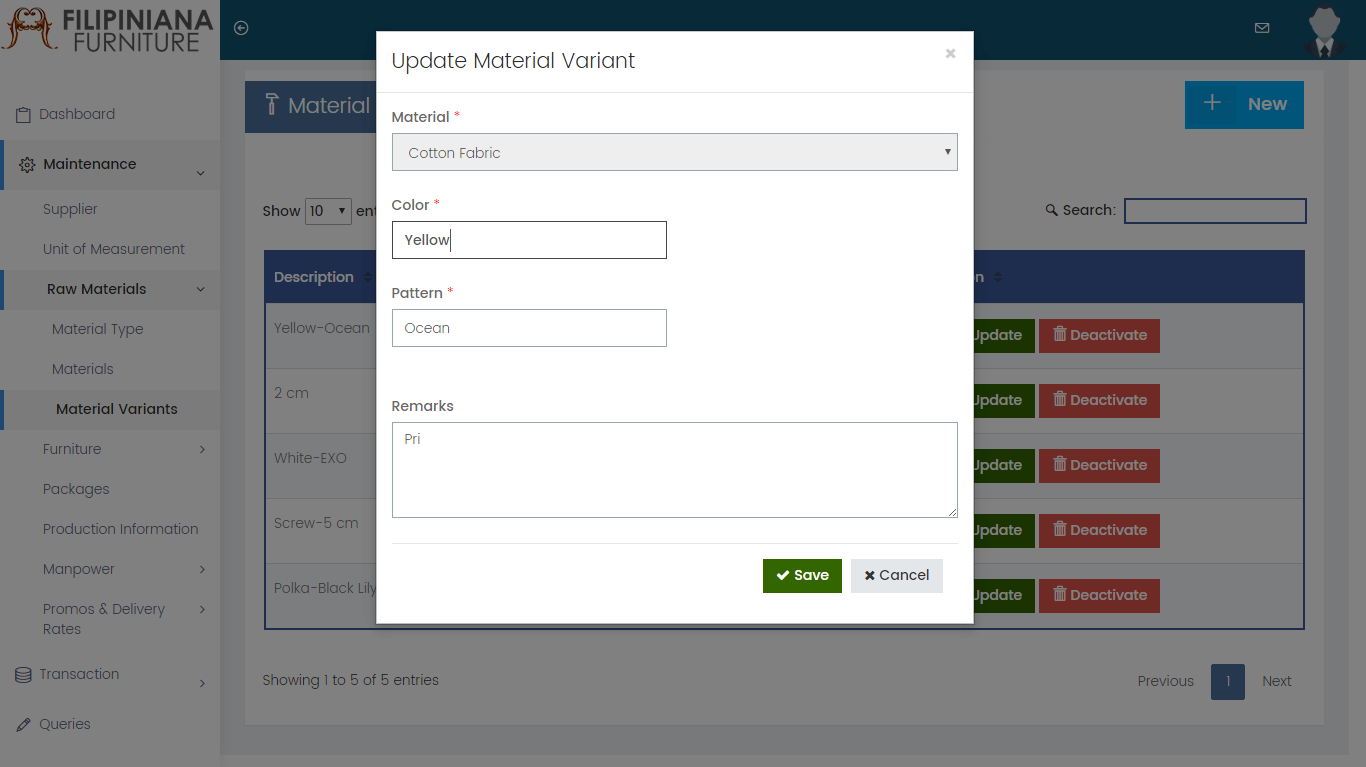 FILIPINIANA
FURNITURE
Dashboard
Maintenance
Supplier
Unit of Measurement
Raw Materials
Material Type
Materials
Material Variants
Furniture
Packages
Production Information
Manpower
Promos & Delivery
Rates
Transaction
Queries
Material
New
Show 10 ent
Search:
Description
n
Yellow-Ocean
Update Deactivate
2 cm
Update Deactivate
White-EXO
Update Deactivate
Screw-5 cm
Update Deactivate
Polka-Black Lily
Update Deactivate
Showing 1 to 5 of 5 entries
Previous 1 Next
Update Material Variant
×
Material *
Cotton Fabric
Color *
Yellow
Pattern *
Ocean
Remarks
Pri
Save Cancel